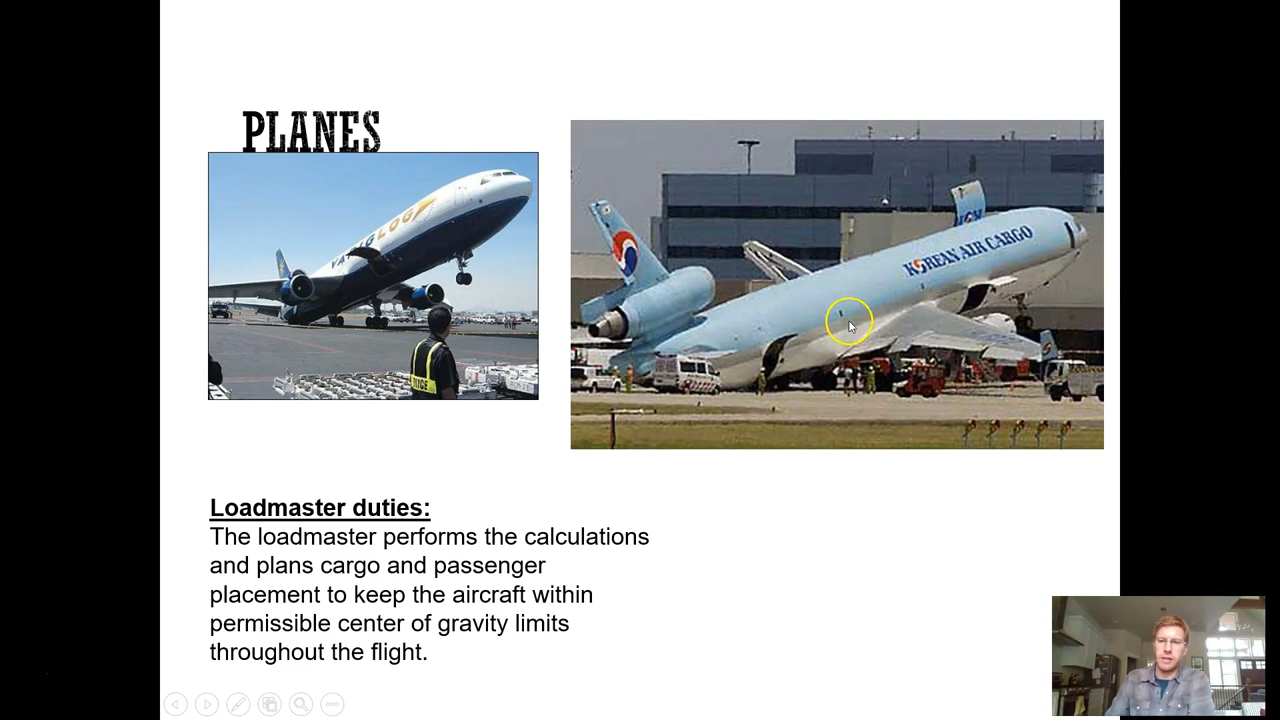 PLANES
VARIGLOG
KOREAN AIR CARGO
Loadmaster duties:
The loadmaster performs the calculations
and plans cargo and passenger
placement to keep the aircraft within
permissible center of gravity limits
throughout the flight.